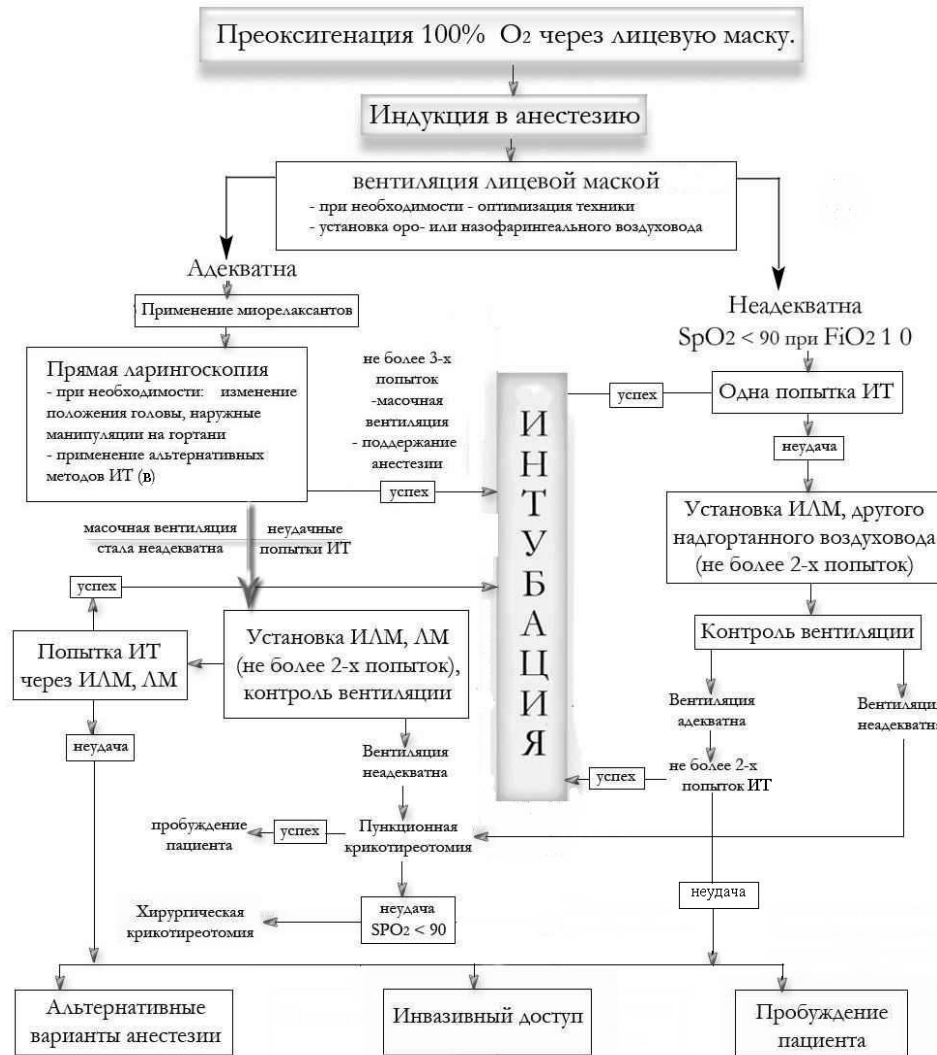 Преоксигенация 100% O2 через лицевую маску.
Индукция в анестезию
вентиляция лицевой маской
- при необходимости - оптимизация техники
- установка оро- или назофарингеального воздуховода
Адекватна
Применение миорелаксантов
Прямая ларингоскопия
- при необходимости: изменение
положения головы, наружные
манипуляции на гортани
- применение альтернативных
методов ИТ (в)
не более 3-х
попыток
-масочная
вентиляция
- поддержание
анестезии
успех
масочная вентиляция
стала неадекватна
неудачные
попытки ИТ
успех
Попытка ИТ
через ИЛМ, ЛМ
неудача
Установка ИЛМ, ЛМ
(не более 2-х попыток),
контроль вентиляции
Вентиляция
неадекватна
Пункционная
крикотиреотомия
успех
пробуждение
пациента
неудача
SPO2 < 90
Хирургическая
крикотиреотомия
ИНТУБАЦИЯ
Неадекватна
SpO2 < 90 при FiO2 1 0
Одна попытка ИТ
успех
неудача
Установка ИЛМ, другого
надгортанного воздуховода
(не более 2-х попыток)
Контроль вентиляции
Вентиляция
адекватна
Вентиляция
неадекватна
не более 2-х
попыток ИТ
успех
неудача
Альтернативные
варианты анестезии
Инвазивный доступ
Пробуждение
пациента